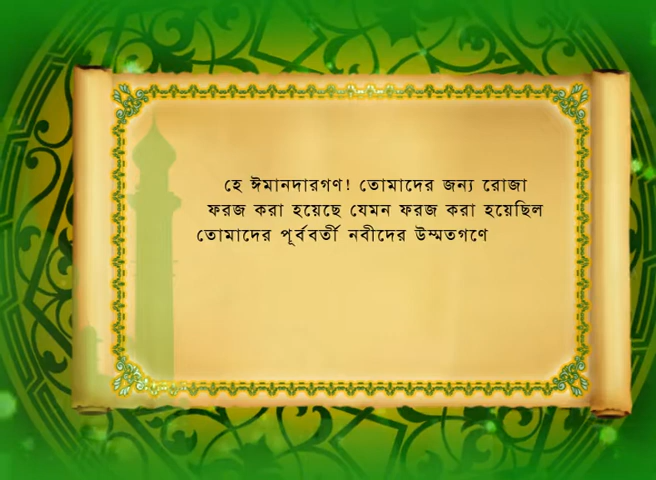 হে ঈমানদারগণ! তোমাদের জন্য রোজা
ফরজ করা হয়েছে যেমন ফরজ করা হয়েছিল
তোমাদের পূর্ববর্তী নবীদের উম্মতগণে